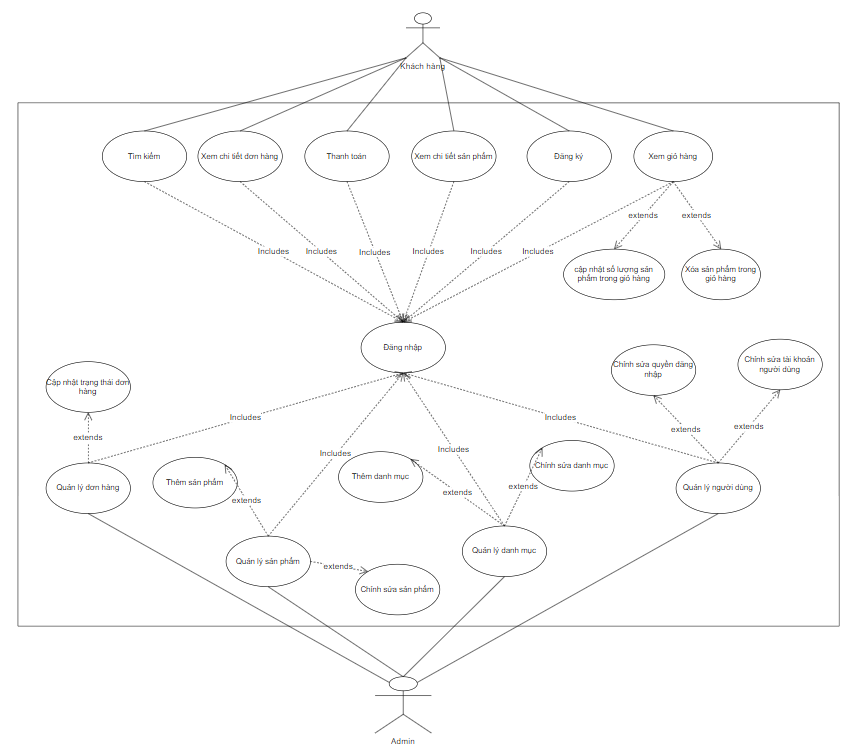 Khách hàng
Tìm kiếm
Xem chi tiết đơn hàng
Thanh toán
Xem chi tiết sản phẩm
Đăng ký
Xem giỏ hàng
extends
extends
Includes
Includes
Includes
Includes
Includes
Includes
cập nhật số lượng sản
phẩm trong giỏ hàng
Xóa sản phẩm trong
giỏ hàng
Đăng nhập
Cập nhật trạng thái đơn
hàng
Chỉnh sửa quyền đăng
nhập
Chỉnh sửa tài khoản
người dùng
Includes
Includes
extends
extends
extends
Includes
Includes
Quản lý đơn hàng
Thêm sản phẩm
Thêm danh mục
Chỉnh sửa danh mục
Quản lý người dùng
extends
extends
extends
Quản lý sản phẩm
extends
Quản lý danh mục
Chỉnh sửa sản phẩm
Admin